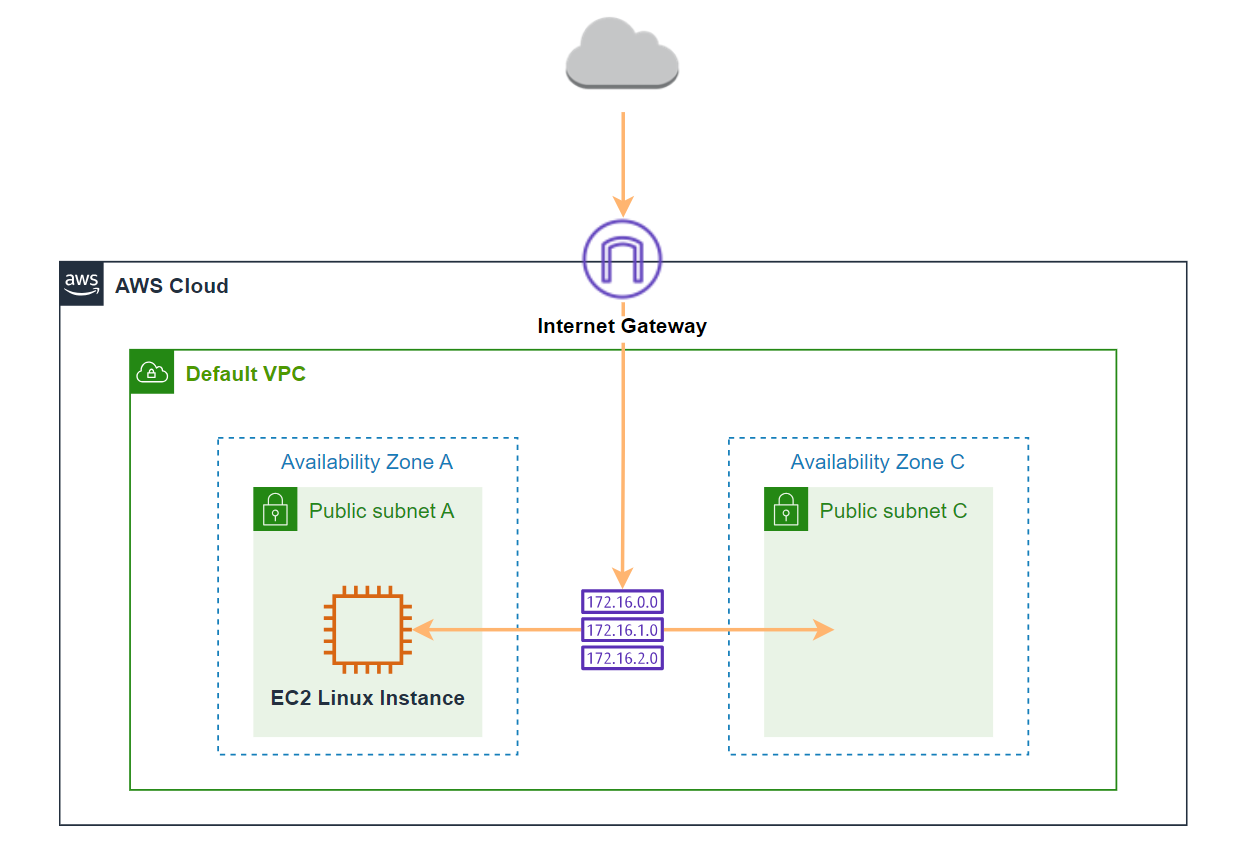 aws
AWS Cloud
Internet Gateway
Default VPC
Availability Zone A
Availability Zone C
Public subnet A
Public subnet C
172.16.0.0
172.16.1.0
172.16.2.0
EC2 Linux Instance